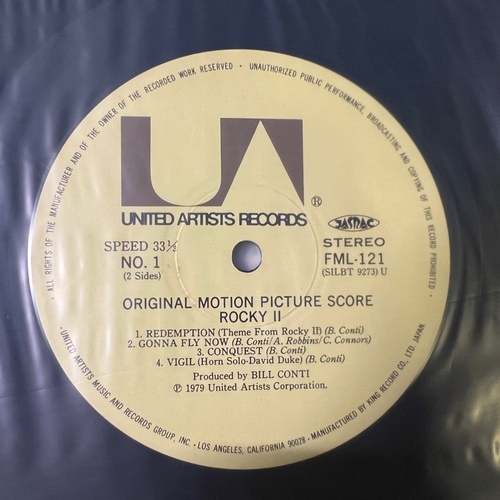 ALL RIGHTS OF THE MANUFACTURER AND OF THE OWNER OF THE RECORDED WORK RESERVED • UNAUTHORIZED PUBLIC PERFORMANCE, BROADCASTING AND COPYING OF THIS RECORD PROHIBITED •
UA
®
UNITED ARTISTS RECORDS
SPEED 33⅓
JASRAC
STEREO
NO. 1
FML-121
(2 Sides)
(SILBT 9273) U
ORIGINAL MOTION PICTURE SCORE
ROCKY II
1. REDEMPTION (Theme From Rocky II) (B. Conti)
2. GONNA FLY NOW (B. Conti/A. Robbins/C. Connors)
3. CONQUEST (B. Conti)
4. VIGIL (Horn Solo-David Duke) (B. Conti)
Produced by BILL CONTI
℗ 1979 United Artists Corporation.
UNITED ARTISTS MUSIC AND RECORDS GROUP, INC. • LOS ANGELES, CALIFORNIA 90028 • MANUFACTURED BY KING RECORD CO., LTD. JAPAN.